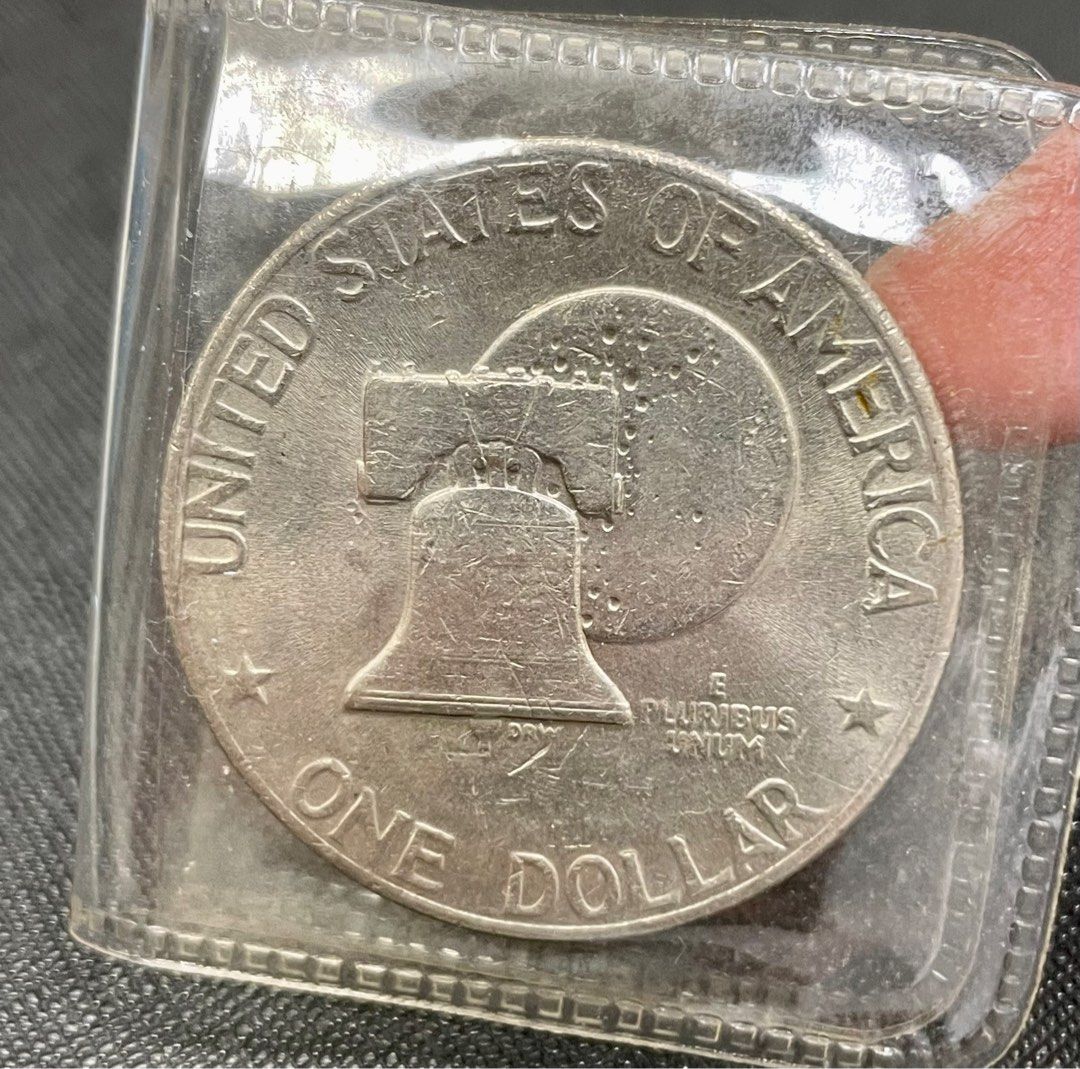 UNITED STATES OF AMERICA
E
PLURIBUS
UNUM
DRW
ONE DOLLAR